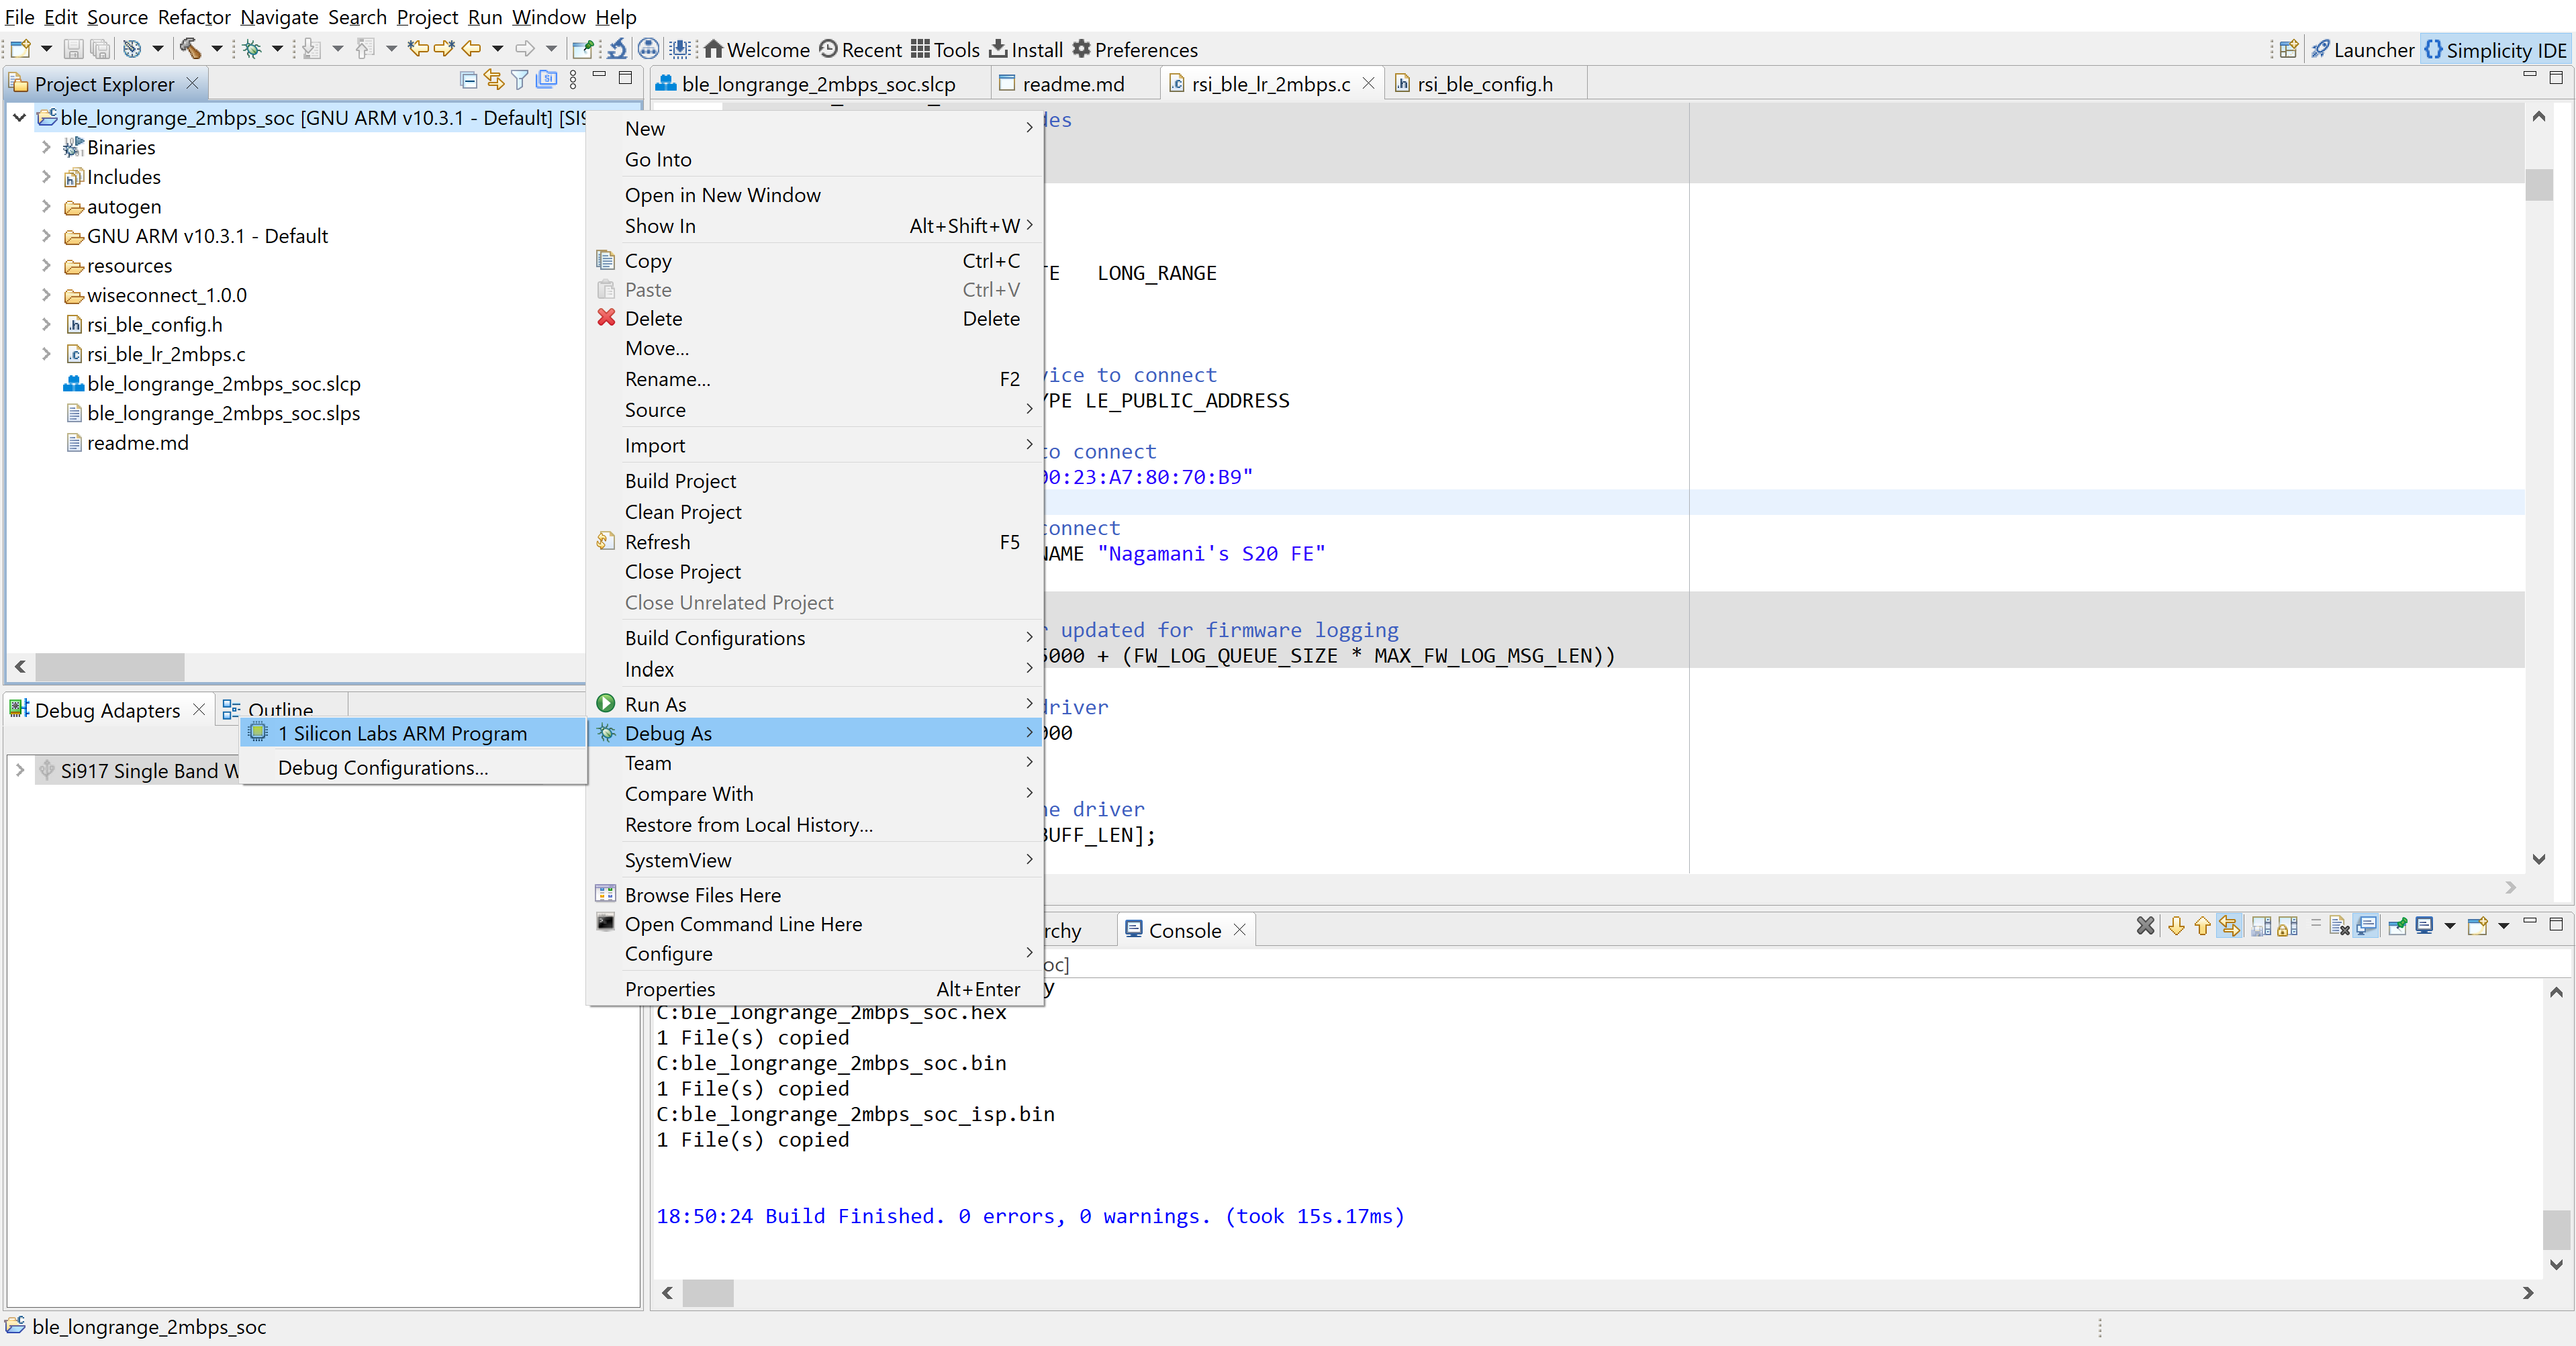 File Edit Source Refactor Navigate Search Project Run Window Help
Welcome Recent Tools Install Preferences
Launcher {} Simplicity IDE
Project Explorer
ble_longrange_2mbps_soc [GNU ARM v10.3.1 - Default] [SI9
Binaries
Includes
autogen
GNU ARM v10.3.1 - Default
resources
wiseconnect_1.0.0
rsi_ble_config.h
rsi_ble_lr_2mbps.c
ble_longrange_2mbps_soc.slcp
ble_longrange_2mbps_soc.slps
readme.md
Debug Adapters
Outline
Si917 Single Band W
1 Silicon Labs ARM Program
Debug Configurations...
New
Go Into
Open in New Window
Show In Alt+Shift+W
Copy Ctrl+C
Paste Ctrl+V
Delete Delete
Move...
Rename... F2
Source
Import
Build Project
Clean Project
Refresh F5
Close Project
Close Unrelated Project
Build Configurations
Index
Run As
Debug As
Team
Compare With
Restore from Local History...
SystemView
Browse Files Here
Open Command Line Here
Configure
Properties Alt+Enter
ble_longrange_2mbps_soc.slcp readme.md rsi_ble_lr_2mbps.c rsi_ble_config.h
des
TE LONG_RANGE
vice to connect
YPE LE_PUBLIC_ADDRESS
to connect
00:23:A7:80:70:B9"
connect
NAME "Nagamani's S20 FE"
r updated for firmware logging
5000 + (FW_LOG_QUEUE_SIZE * MAX_FW_LOG_MSG_LEN))
driver
000
he driver
BUFF_LEN];
rchy
Console
oc]
y
C:ble_longrange_2mbps_soc.hex
1 File(s) copied
C:ble_longrange_2mbps_soc.bin
1 File(s) copied
C:ble_longrange_2mbps_soc_isp.bin
1 File(s) copied
18:50:24 Build Finished. 0 errors, 0 warnings. (took 15s.17ms)
ble_longrange_2mbps_soc